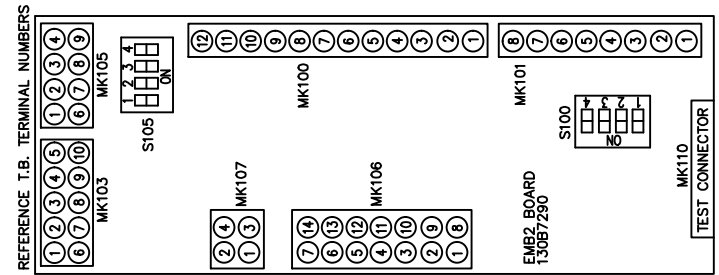 REFERENCE T.B. TERMINAL NUMBERS
4 9
3 8
2 7
1 6
MK105
1 2 3 4
ON
S105
12 11 10 9 8 7 6 5 4 3 2 1
MK100
8 7 6 5 4 3 2 1
MK101
5 10
4 9
3 8
2 7
1 6
MK103
4 3
2 1
MK107
14 13 12 11 10 9 8
7 6 5 4 3 2 1
MK106
S100
4 3 2 1
ON
EMB2 BOARD
130B7290
MK110
TEST CONNECTOR